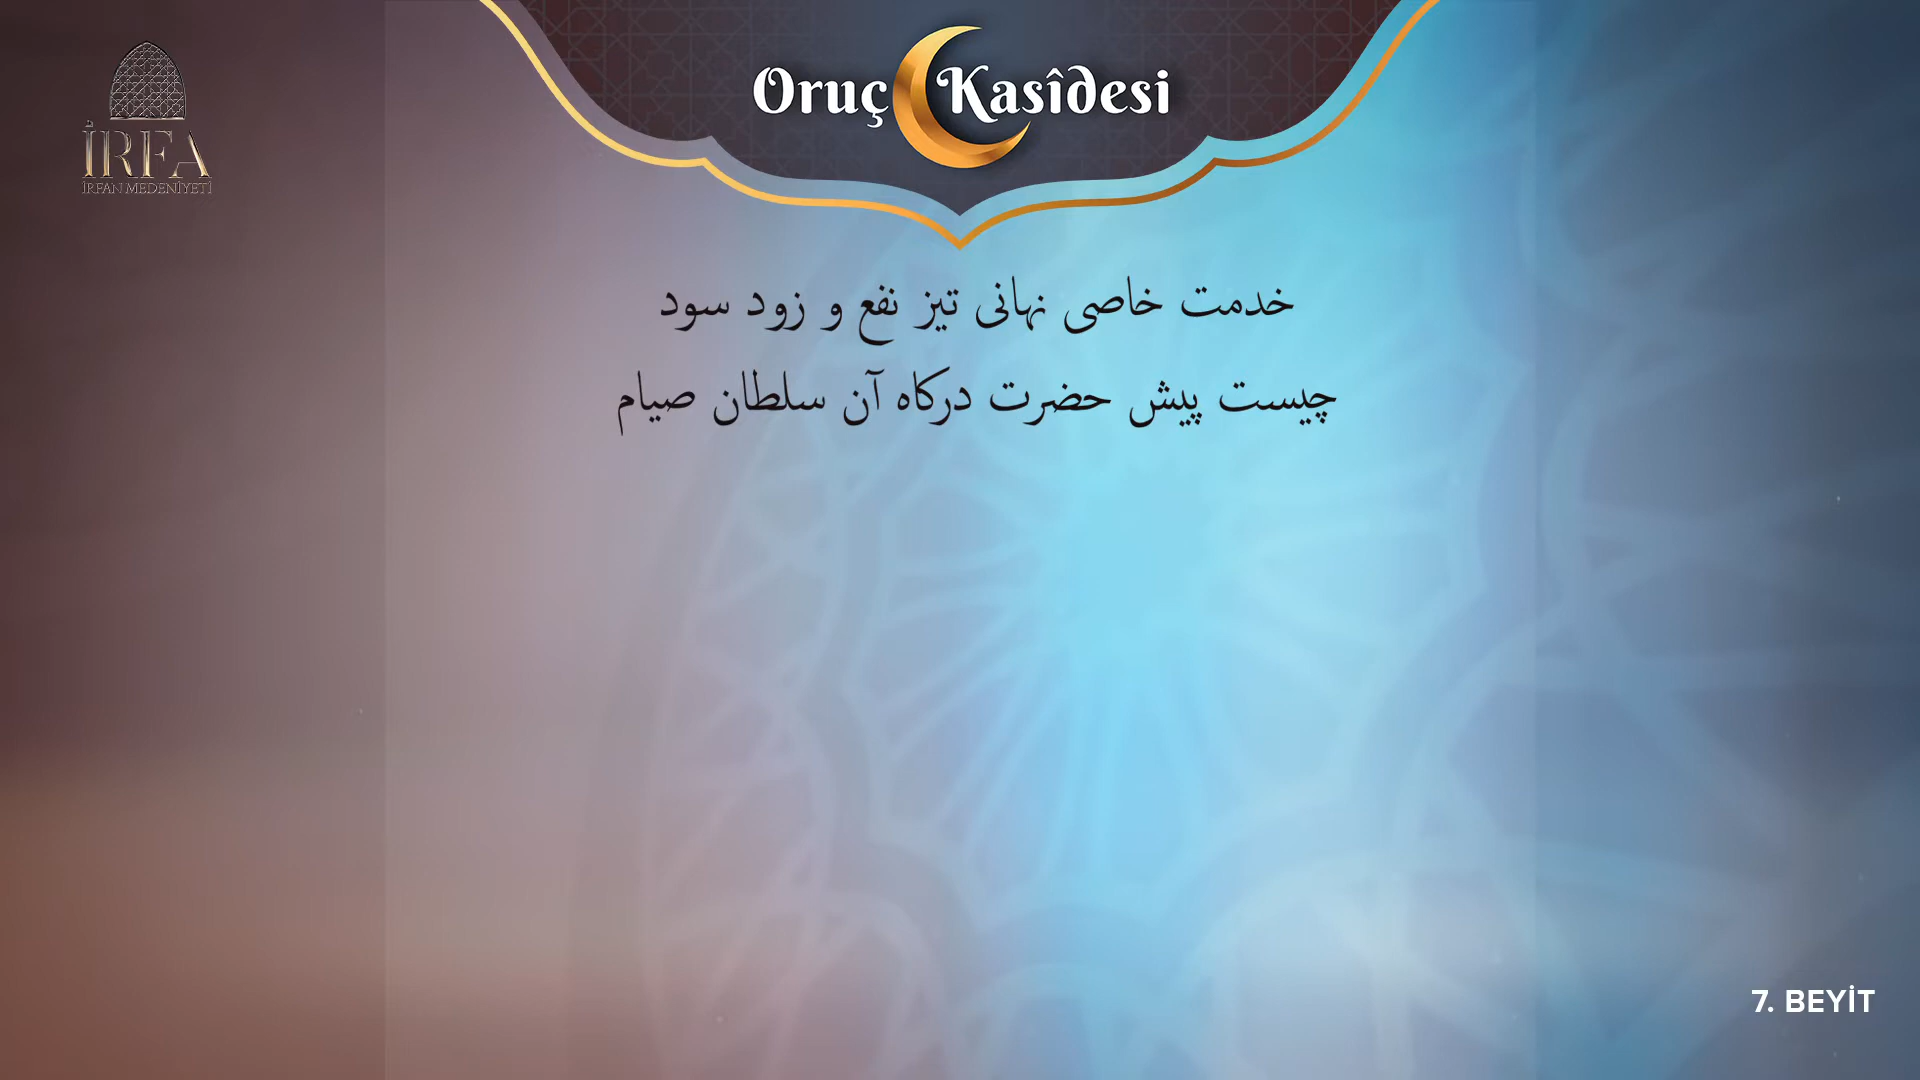 Oruç Kasîdesi
İRFA
İRFAN MEDENİYETİ
خدمت خاصی نهانی تیز نفع و زود سود
چیست پیش حضرت درکاه آن سلطان صیام
7. BEYİT